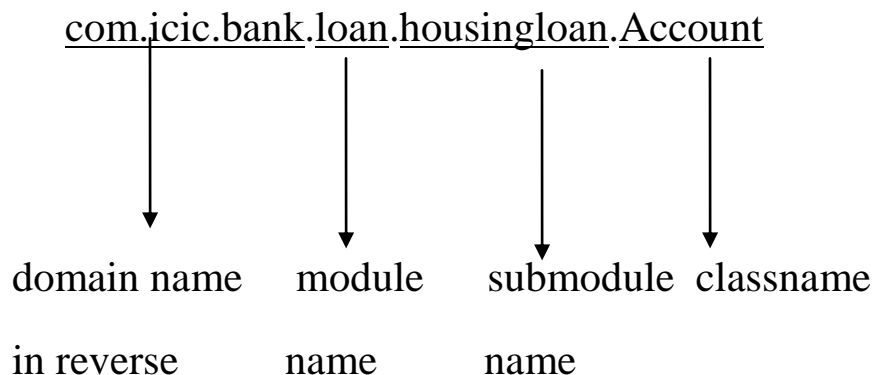 com.icic.bank.loan.housingloan.Account
domain name module submodule classname
in reverse name name